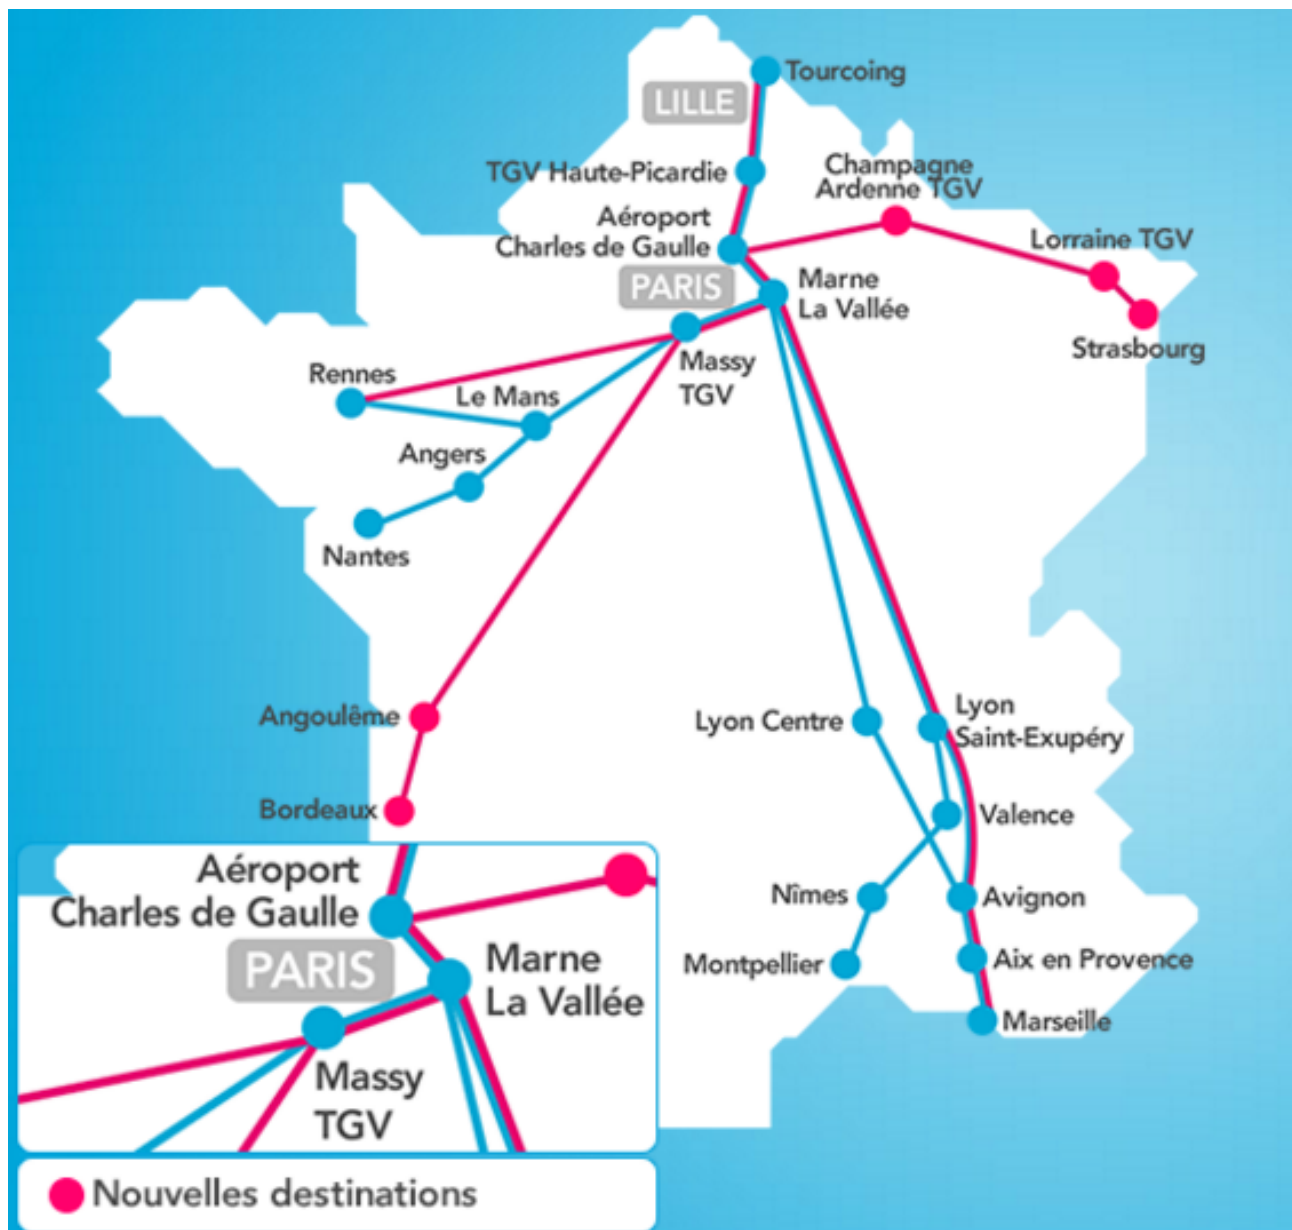 Tourcoing
LILLE
TGV Haute-Picardie
Champagne
Ardenne TGV
Aéroport
Charles de Gaulle
Lorraine TGV
PARIS
Marne
La Vallée
Strasbourg
Massy
TGV
Rennes
Le Mans
Angers
Nantes
Angoulême
Lyon Centre
Lyon
Saint-Exupéry
Bordeaux
Valence
Nîmes
Avignon
Montpellier
Aix en Provence
Marseille
Aéroport
Charles de Gaulle
PARIS
Marne
La Vallée
Massy
TGV
Nouvelles destinations